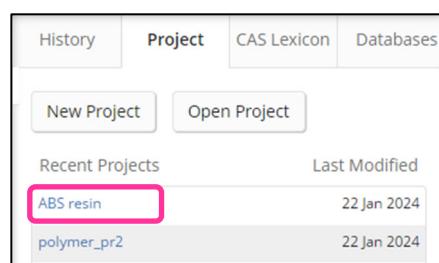 History Project CAS Lexicon Databases
New Project Open Project
Recent Projects Last Modified
ABS resin 22 Jan 2024
polymer_pr2 22 Jan 2024